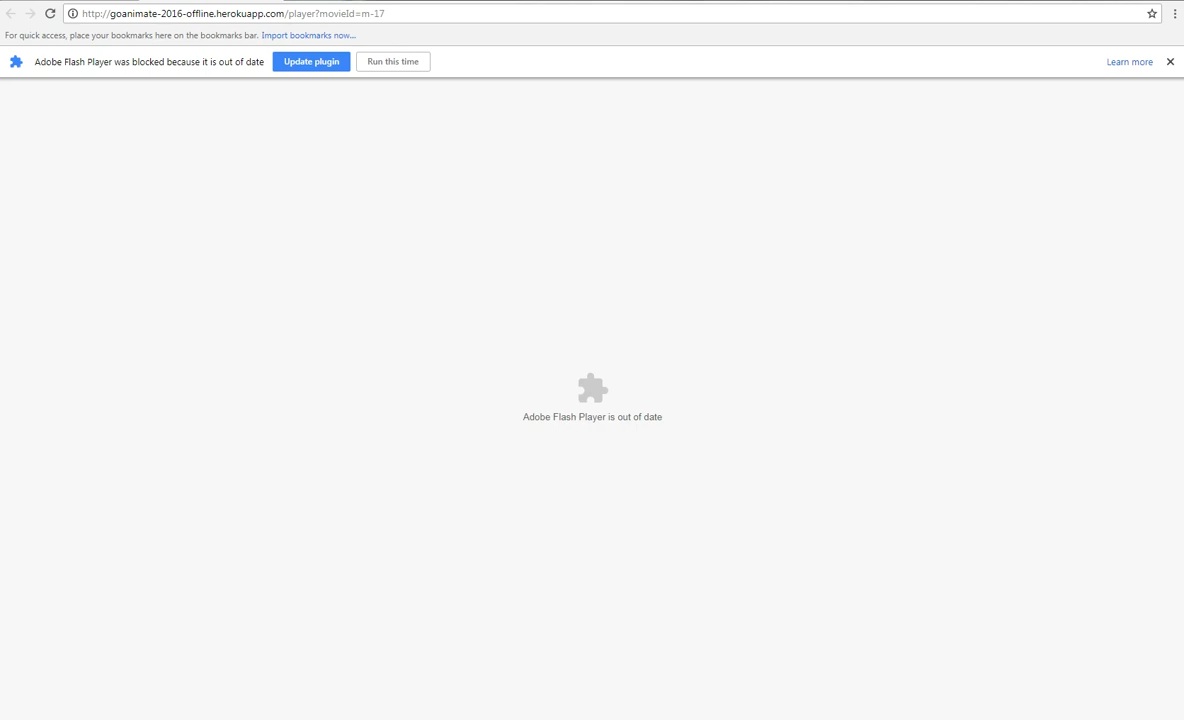 http://goanimate-2016-offline.herokuapp.com/player?movieId=m-17
For quick access, place your bookmarks here on the bookmarks bar. Import bookmarks now...
Adobe Flash Player was blocked because it is out of date Update plugin Run this time Learn more
Adobe Flash Player is out of date